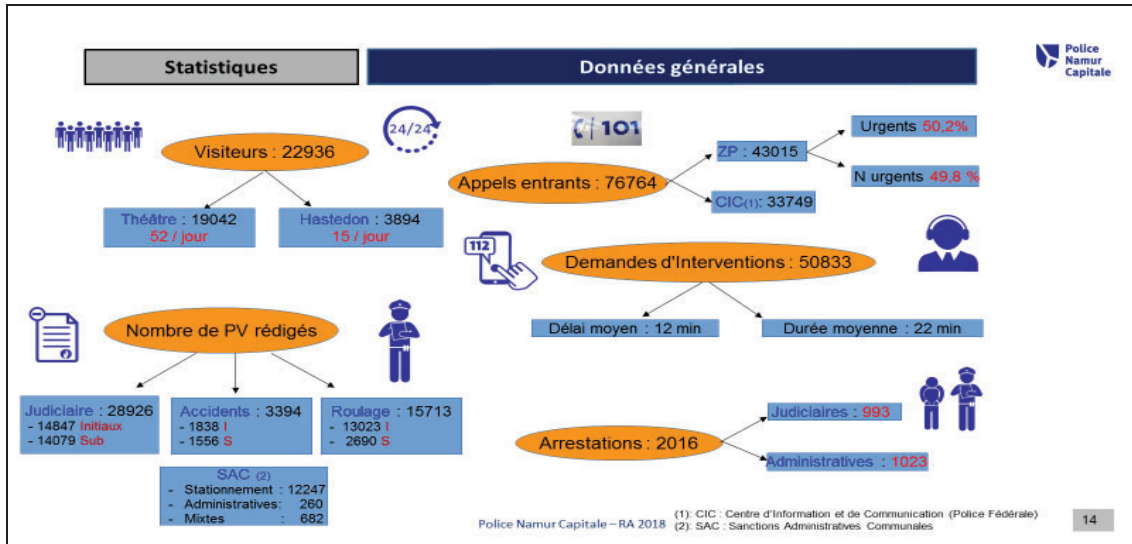 Statistiques
Données générales
Police
Namur
Capitale
24/24
Visiteurs : 22936
Théâtre : 19042
52 / jour
Hastedon : 3894
15 / jour
101
Appels entrants : 76764
ZP : 43015
Urgents 50,2%
N urgents 49,8 %
CIC(1): 33749
112
Demandes d'Interventions : 50833
Délai moyen : 12 min
Durée moyenne : 22 min
Nombre de PV rédigés
Judiciaire : 28926
- 14847 Initiaux
- 14079 Sub
Accidents : 3394
- 1838 I
- 1556 S
Roulage : 15713
- 13023 I
- 2690 S
SAC (2)
- Stationnement : 12247
- Administratives: 260
- Mixtes : 682
Arrestations : 2016
Judiciaires : 993
Administratives : 1023
Police Namur Capitale – RA 2018
(1): CIC : Centre d'Information et de Communication (Police Fédérale)
(2): SAC : Sanctions Administratives Communales
14